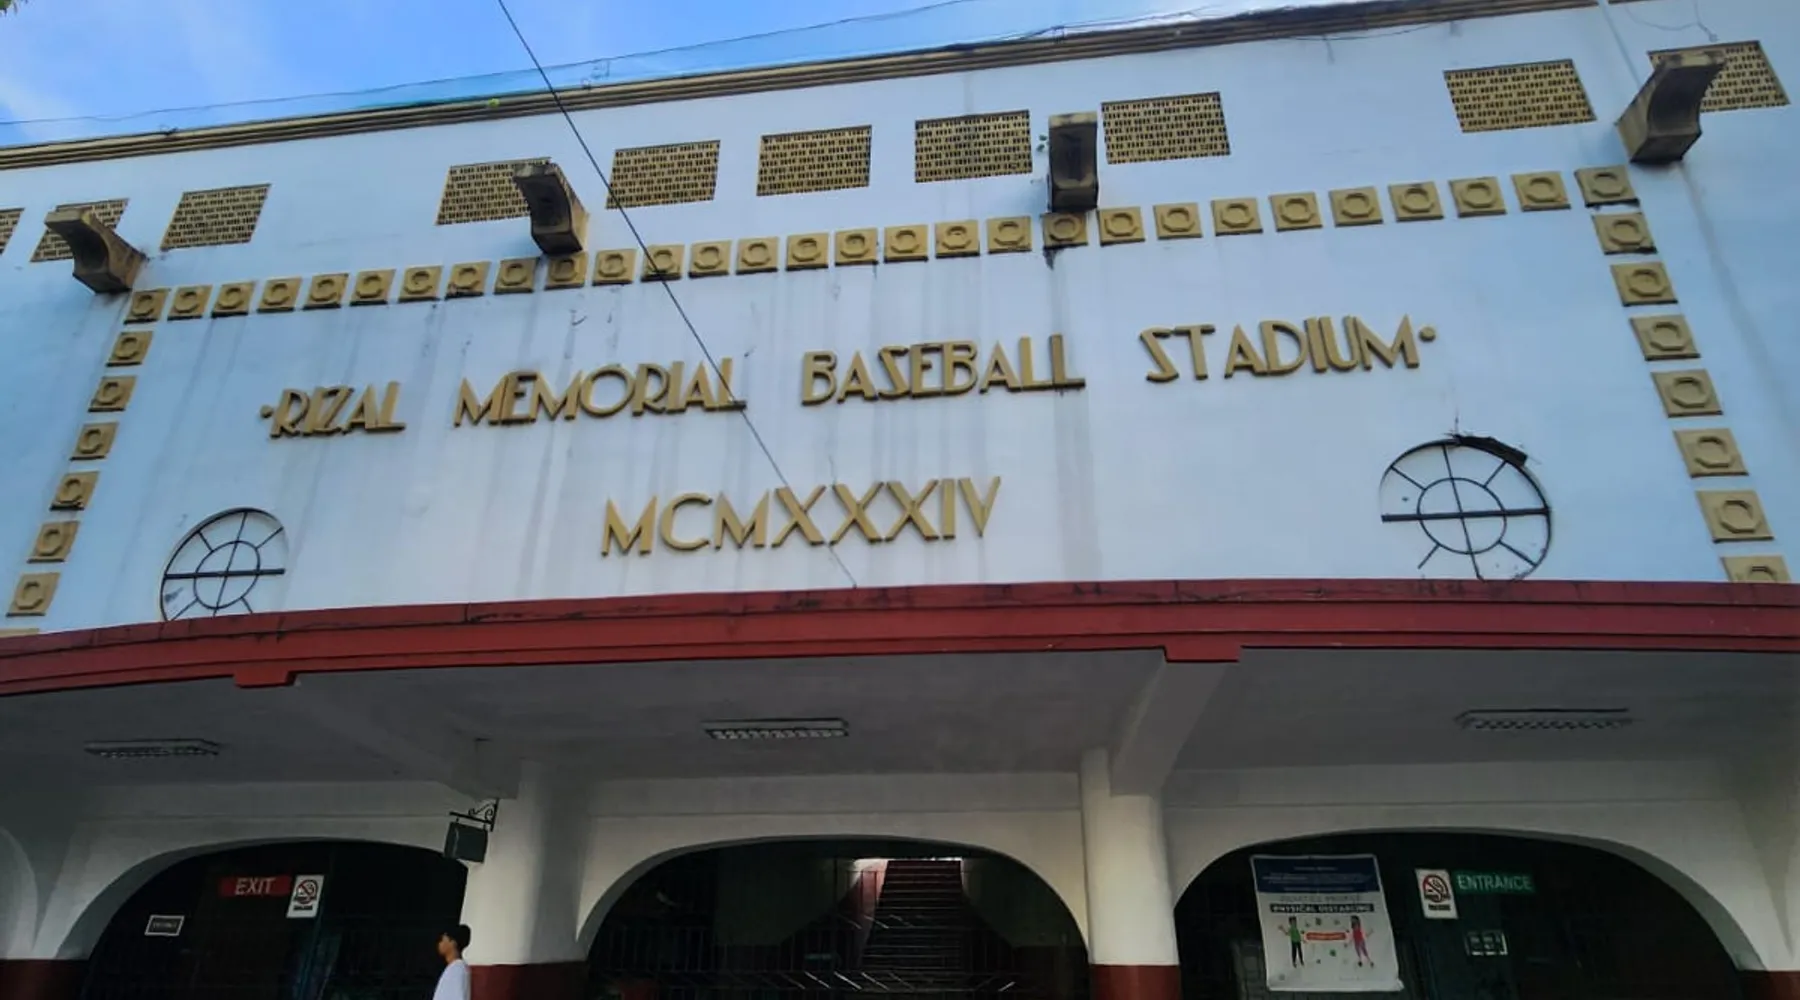 ·RIZAL MEMORIAL BASEBALL STADIUM·
MCMXXXIV
EXIT
ENTRANCE
PHYSICAL DISTANCING